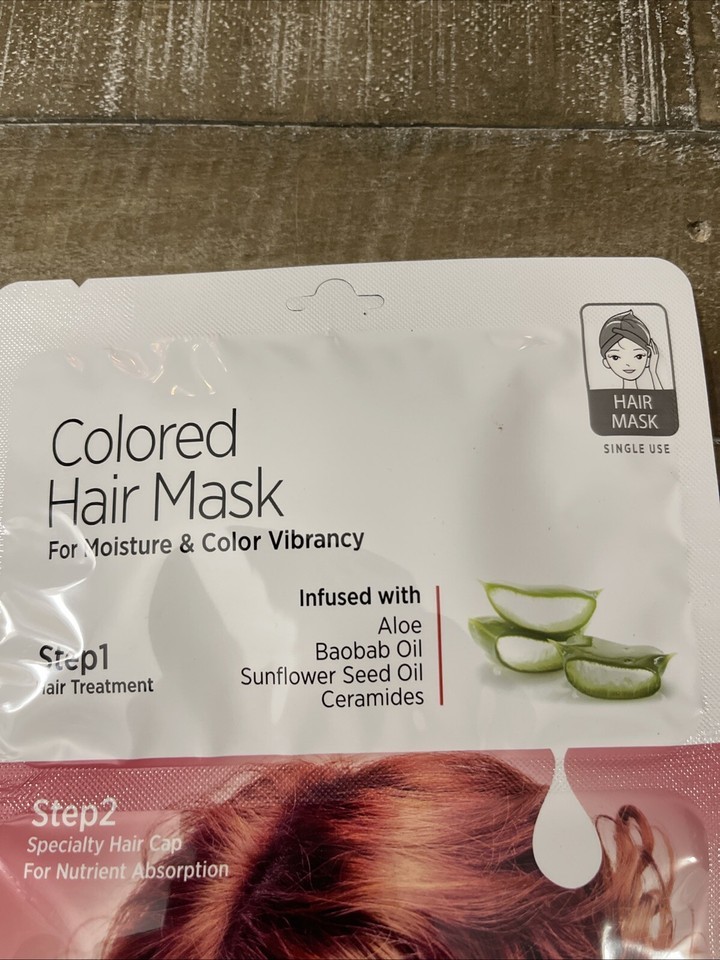 HAIR
MASK
SINGLE USE
Colored
Hair Mask
For Moisture & Color Vibrancy
Infused with
Aloe
Baobab Oil
Sunflower Seed Oil
Ceramides
Step1
Hair Treatment
Step2
Specialty Hair Cap
For Nutrient Absorption